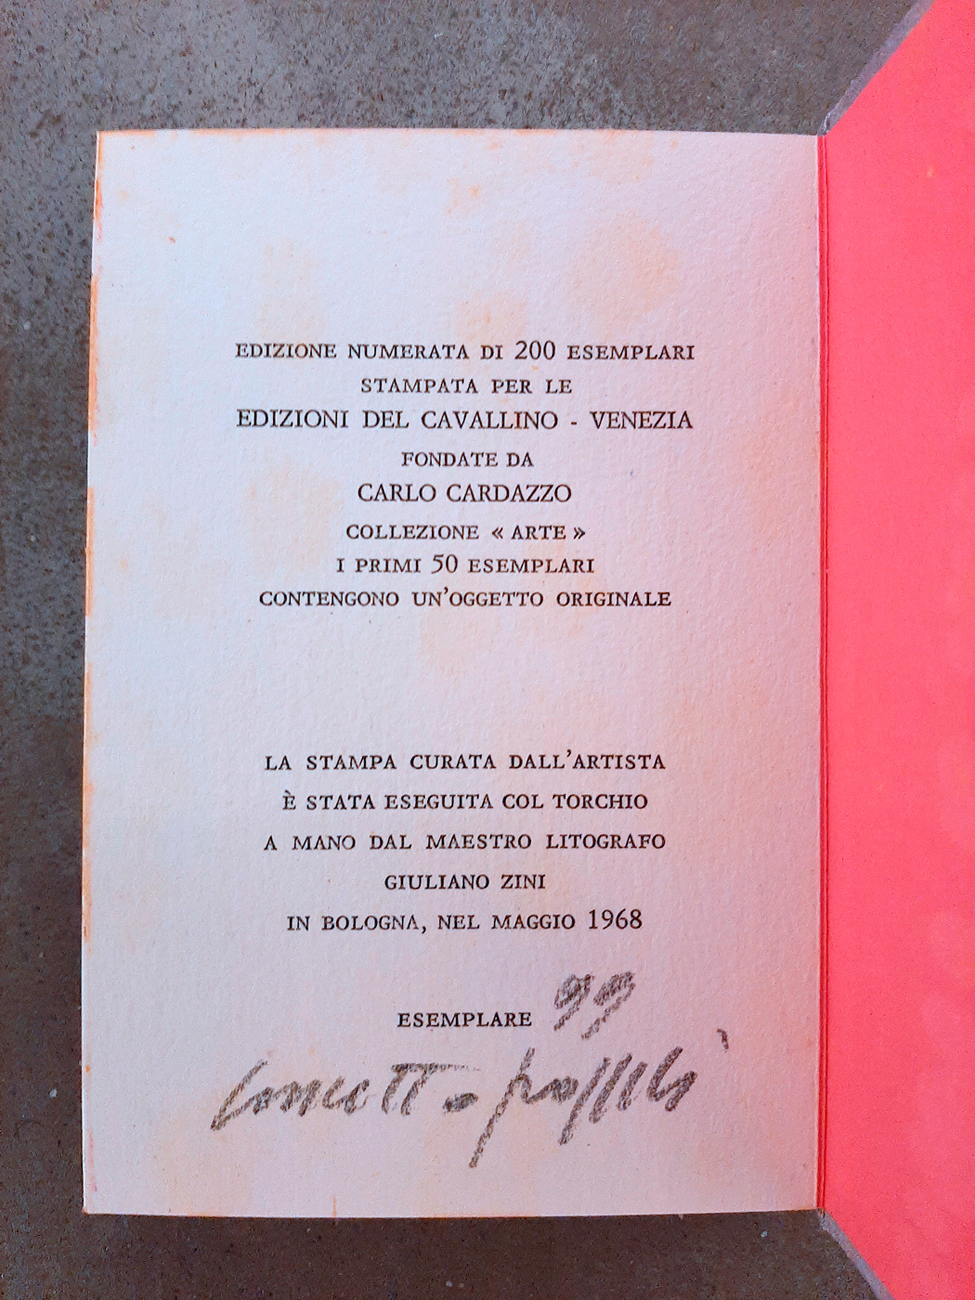 EDIZIONE NUMERATA DI 200 ESEMPLARI
STAMPATA PER LE
EDIZIONI DEL CAVALLINO - VENEZIA
FONDATE DA
CARLO CARDAZZO
COLLEZIONE « ARTE »
I PRIMI 50 ESEMPLARI
CONTENGONO UN'OGGETTO ORIGINALE
LA STAMPA CURATA DALL'ARTISTA
È STATA ESEGUITA COL TORCHIO
A MANO DAL MAESTRO LITOGRAFO
GIULIANO ZINI
IN BOLOGNA, NEL MAGGIO 1968
ESEMPLARE 99